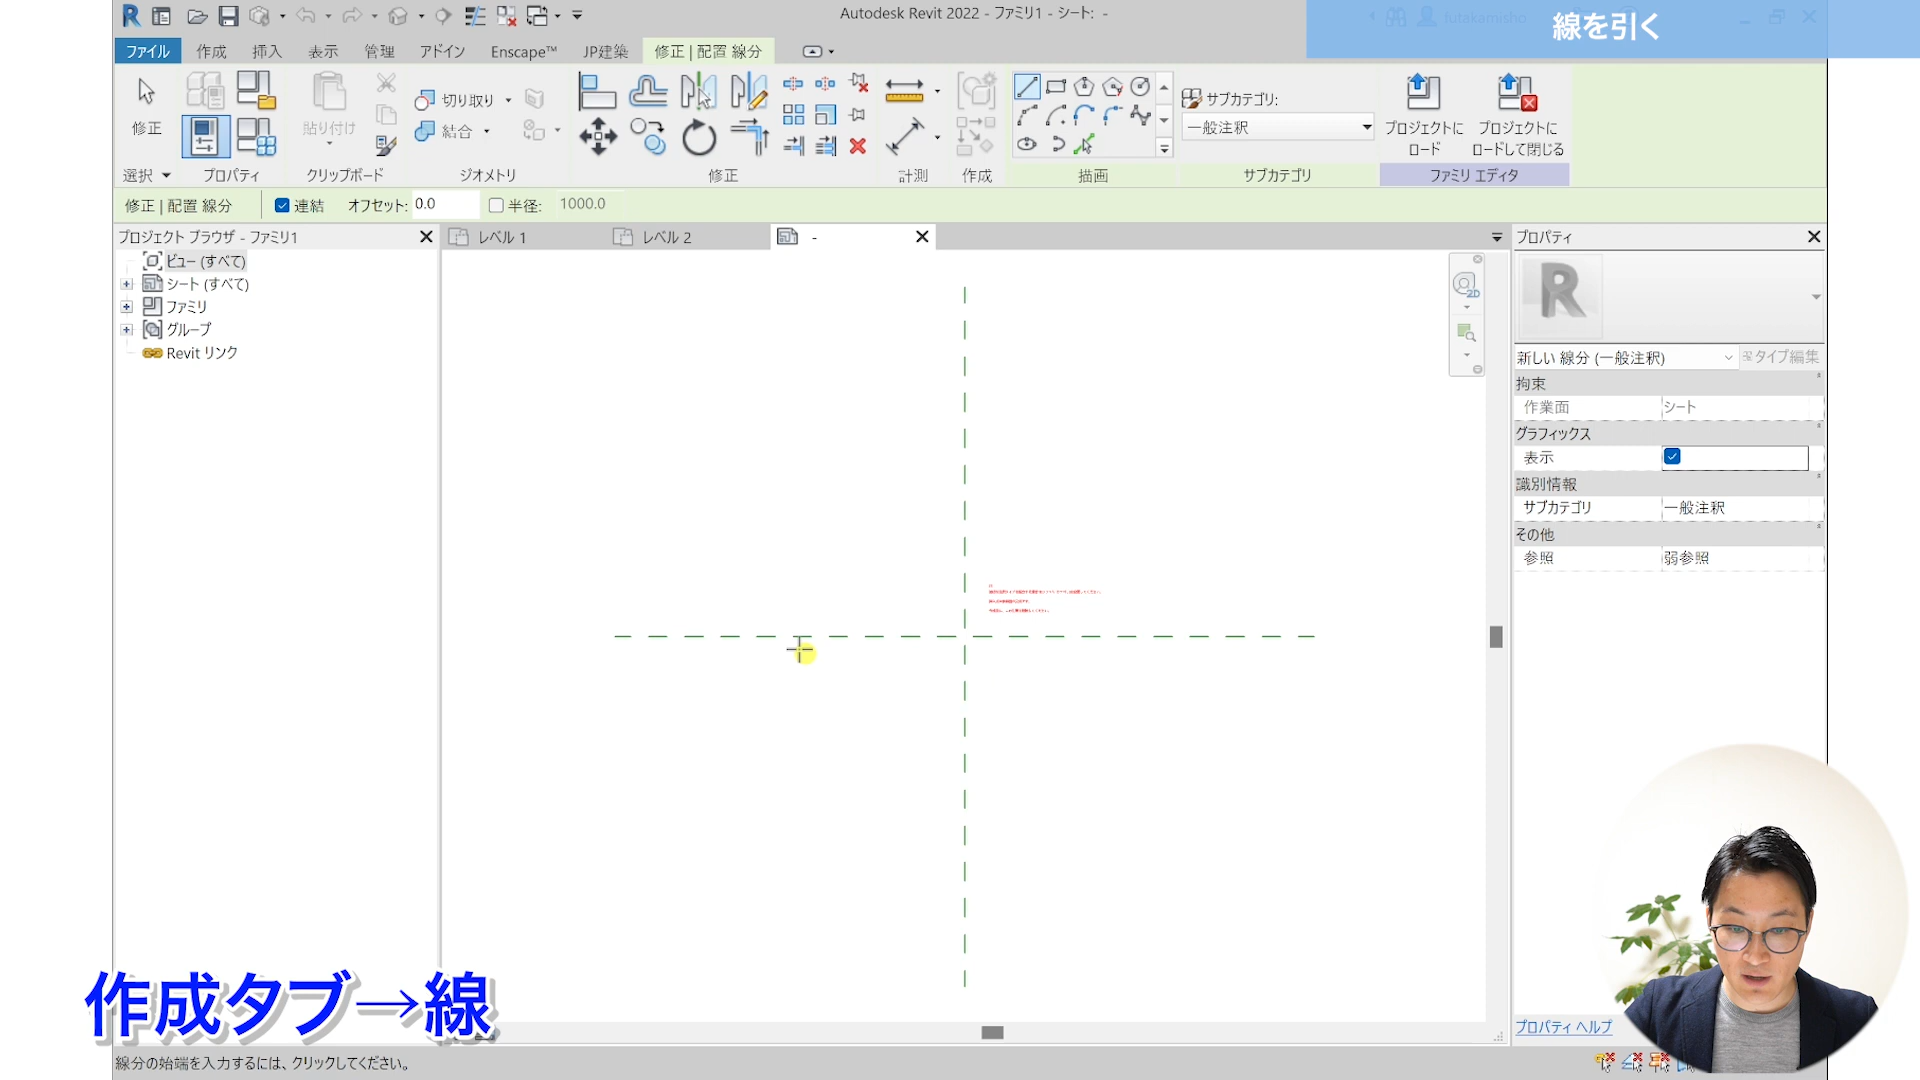 Autodesk Revit 2022 - ファミリ1 - シート: -
futakamisho
線を引く
ファイル 作成 挿入 表示 管理 アドイン Enscape™ JP建築 修正 | 配置 線分
修正
切り取り
結合
貼り付け
サブカテゴリ:
一般注釈
プロジェクトに
ロード
プロジェクトに
ロードして閉じる
選択 プロパティ クリップボード ジオメトリ 修正 計測 作成 描画 サブカテゴリ ファミリ エディタ
修正 | 配置 線分 連結 オフセット: 0.0 半径: 1000.0
プロジェクト ブラウザ - ファミリ1
レベル 1 レベル 2 -
プロパティ
ビュー (すべて)
シート (すべて)
ファミリ
グループ
Revit リンク
2D
R
新しい 線分 (一般注釈) タイプ編集
拘束
作業面 シート
グラフィックス
表示
識別情報
サブカテゴリ 一般注釈
その他
参照 弱参照
プロパティ ヘルプ
作成タブ→線
線分の始端を入力するには、クリックしてください。